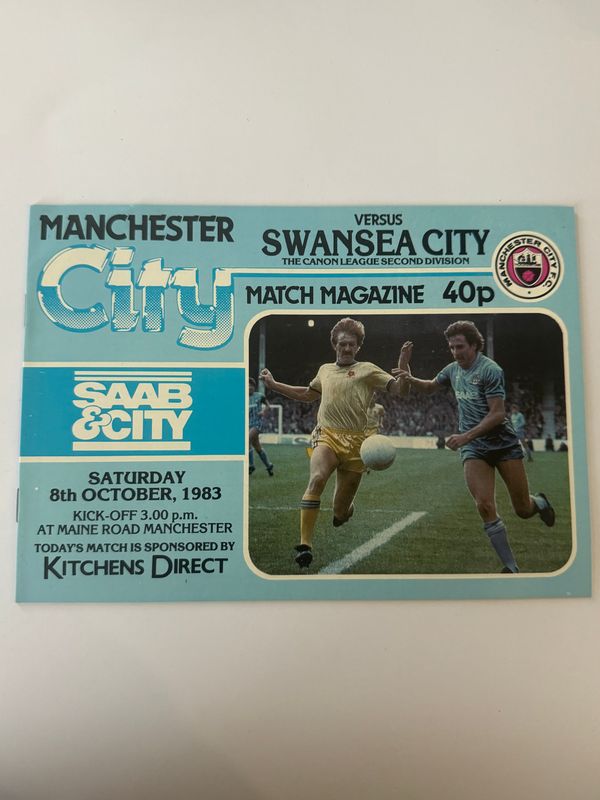 MANCHESTER
City
VERSUS
SWANSEA CITY
THE CANON LEAGUE SECOND DIVISION
MATCH MAGAZINE 40p
MANCHESTER CITY F.C.
SAAB
& CITY
SATURDAY
8th OCTOBER, 1983
KICK-OFF 3.00 p.m.
AT MAINE ROAD MANCHESTER
TODAY'S MATCH IS SPONSORED BY
KITCHENS DIRECT